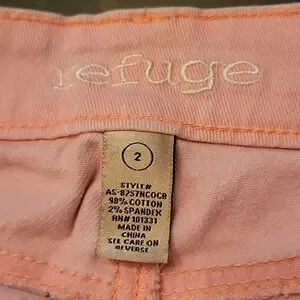 refuge
2
STYLE#
AS-8257NCOCR
98% COTTON
2% SPANDEX
RN# 101331
MADE IN
CHINA
SEE CARE ON
REVERSE